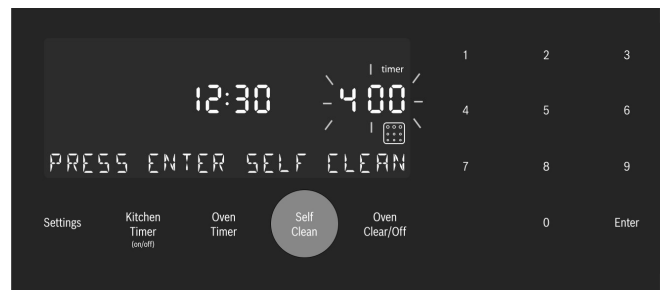 timer
12:30
4 00
PRESS ENTER SELF CLEAN
Settings
Kitchen
Timer
(on/off)
Oven
Timer
Self
Clean
Oven
Clear/Off
1 2 3
4 5 6
7 8 9
0 Enter